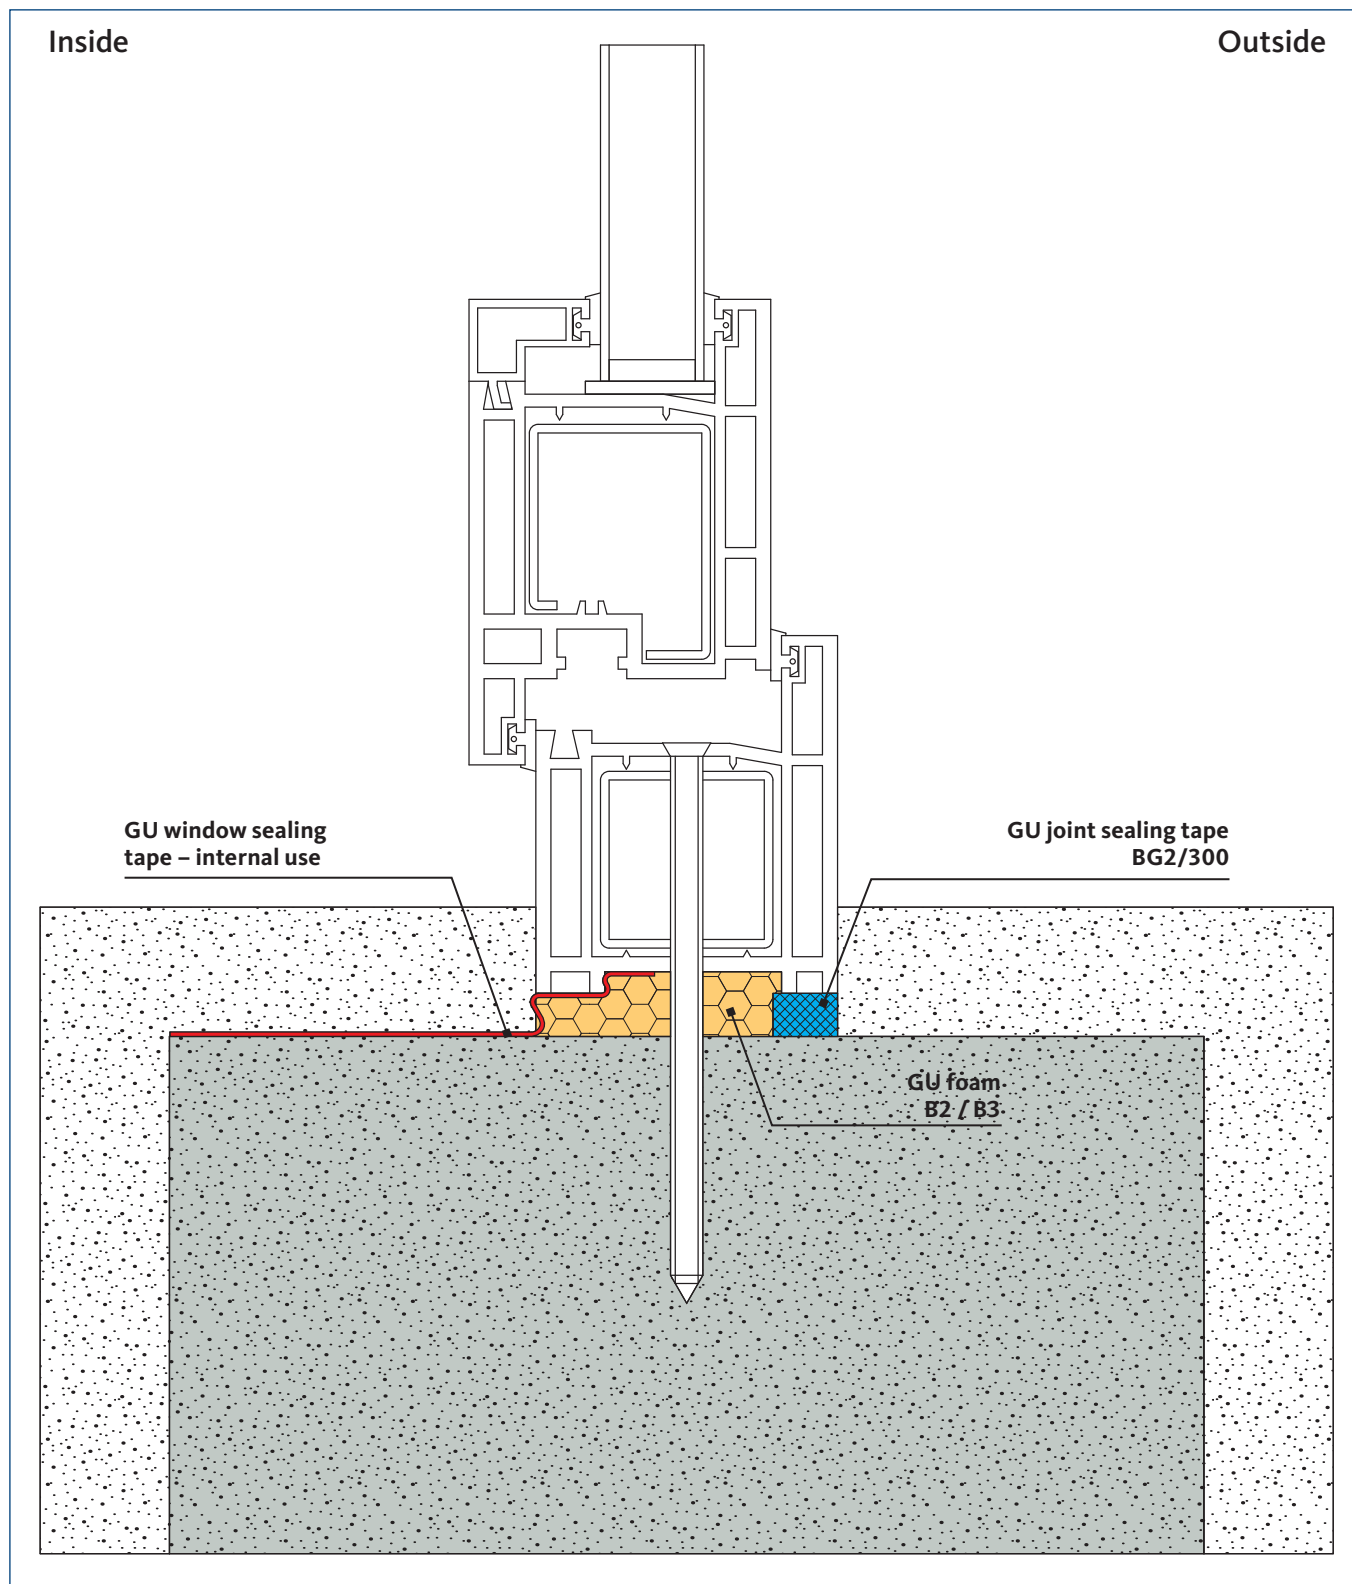 Inside
Outside
GU window sealing
tape – internal use
GU joint sealing tape
BG2/300
GU foam
B2 / B3